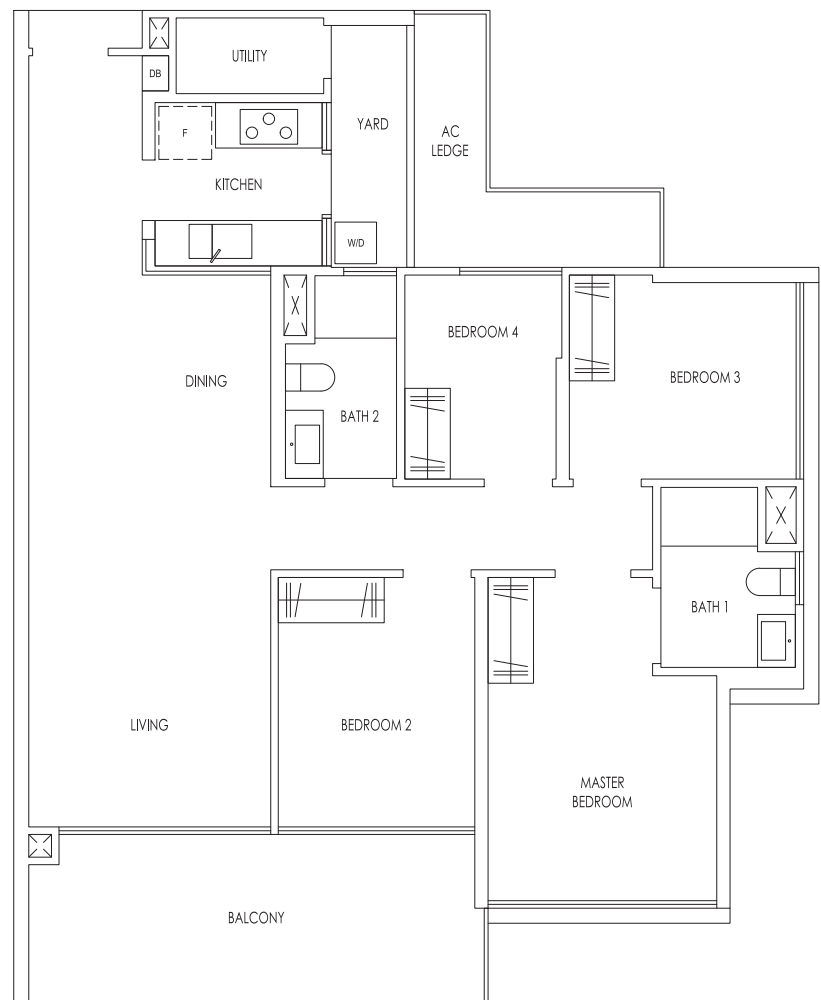 UTILITY
DB
F
YARD
AC
LEDGE
KITCHEN
W/D
BEDROOM 4
DINING
BEDROOM 3
BATH 2
BATH 1
LIVING
BEDROOM 2
MASTER
BEDROOM
BALCONY